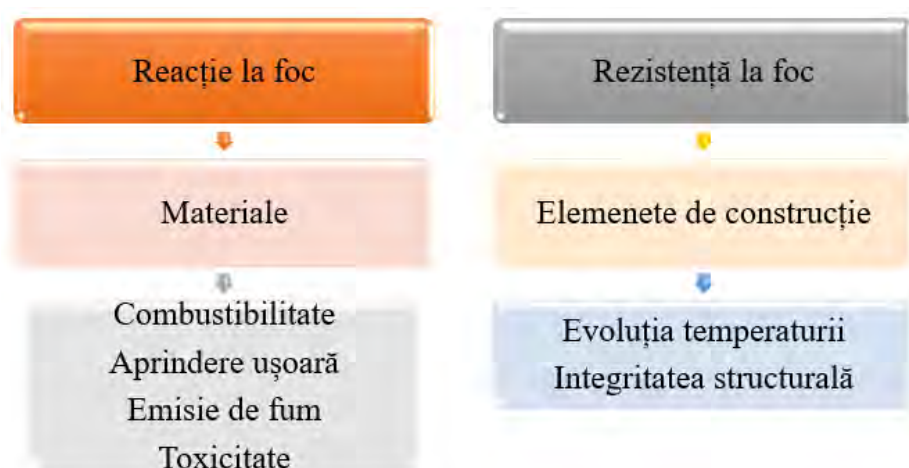 Reacție la foc
Materiale
Combustibilitate
Aprindere ușoară
Emisie de fum
Toxicitate
Rezistență la foc
Elemenete de construcție
Evoluția temperaturii
Integritatea structurală